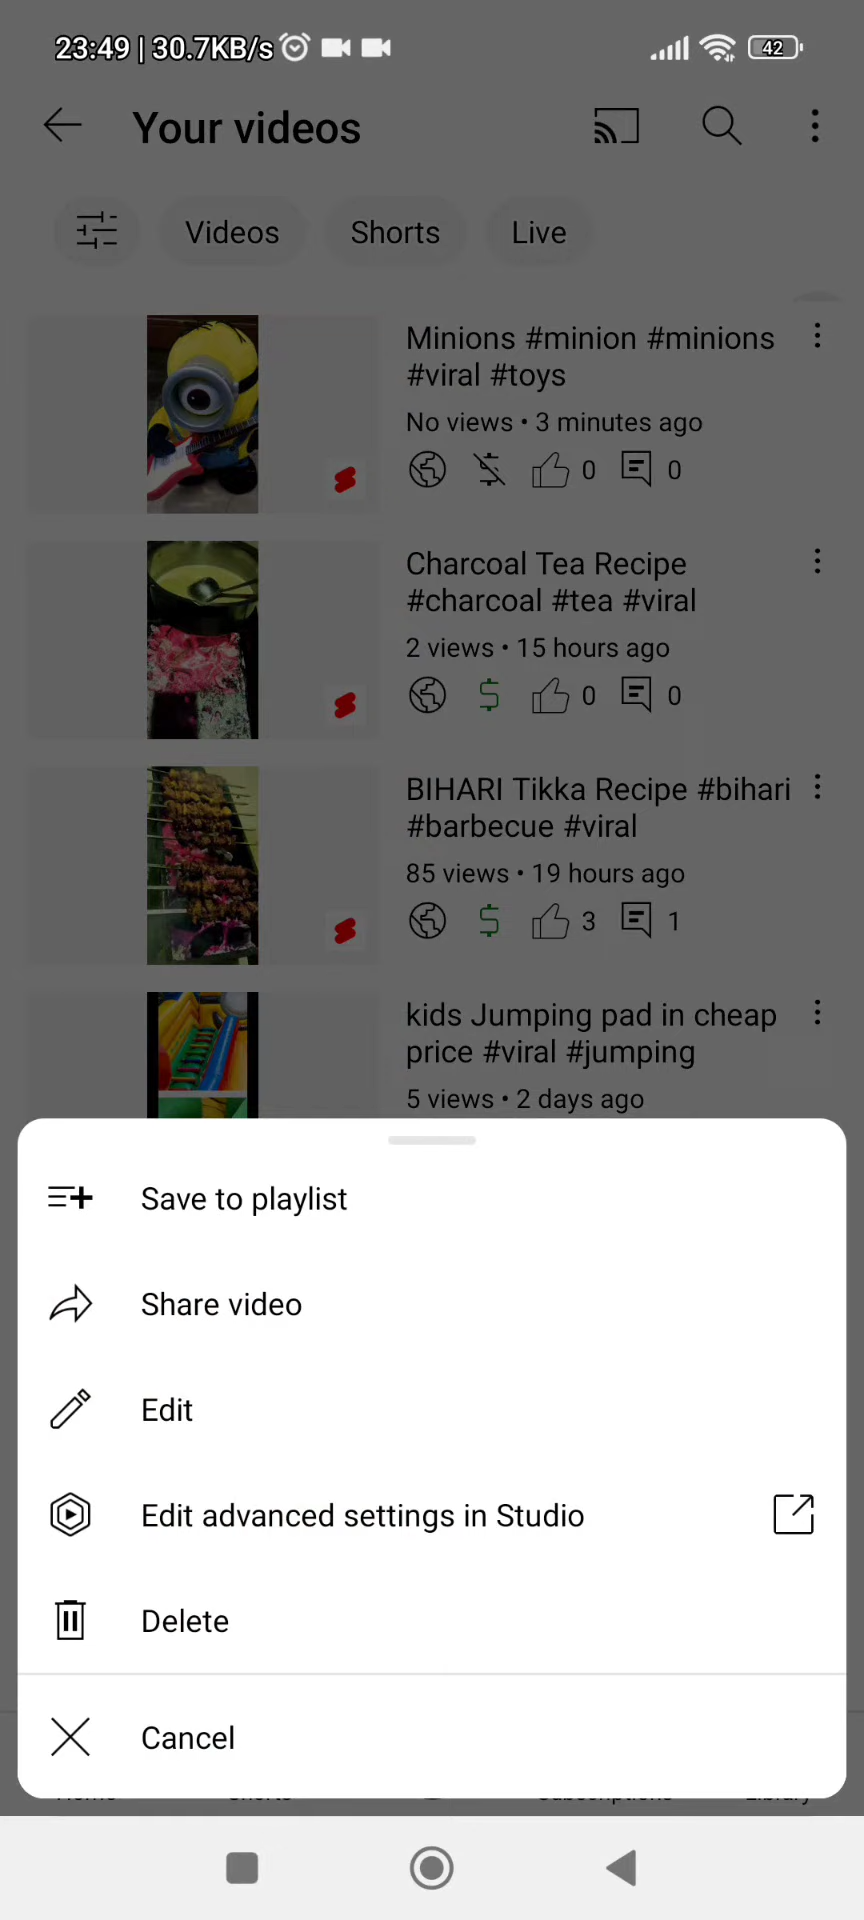 23:49 | 30.7KB/s
42
Your videos
Videos
Shorts
Live
Minions #minion #minions
#viral #toys
No views • 3 minutes ago
0
0
Charcoal Tea Recipe
#charcoal #tea #viral
2 views • 15 hours ago
0
0
BIHARI Tikka Recipe #bihari
#barbecue #viral
85 views • 19 hours ago
3
1
kids Jumping pad in cheap
price #viral #jumping
5 views • 2 days ago
Save to playlist
Share video
Edit
Edit advanced settings in Studio
Delete
Cancel